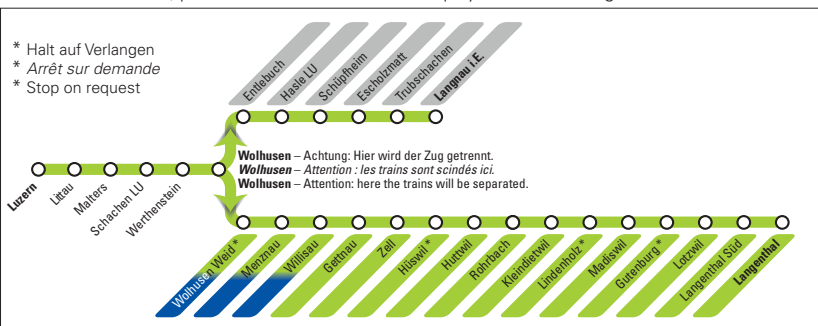 * Halt auf Verlangen
* Arrêt sur demande
* Stop on request
Entlebuch
Hasle LU
Schüpfheim
Escholzmatt
Trubschachen
Langnau i.E.
Wolhusen – Achtung: Hier wird der Zug getrennt.
Wolhusen – Attention : les trains sont scindés ici.
Wolhusen – Attention: here the trains will be separated.
Luzern
Littau
Malters
Schachen LU
Werthenstein
Wolhusen Weid *
Menznau
Willisau
Gettnau
Zell
Hüswil *
Huttwil
Rohrbach
Kleindietwil
Lindenholz *
Madiswil
Gutenburg *
Lotzwil
Langenthal Süd
Langenthal